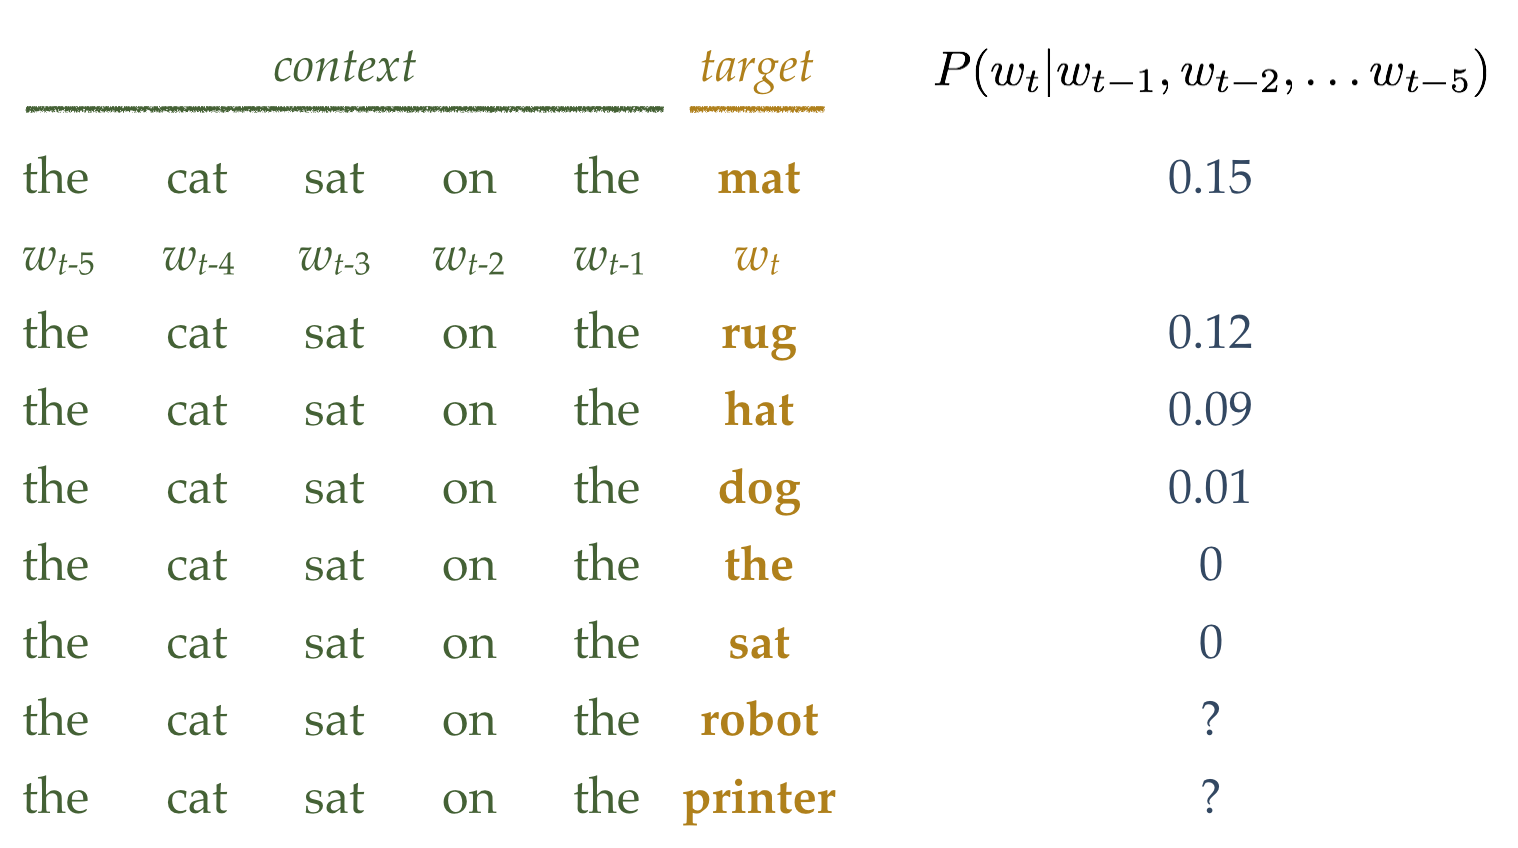 context target P(w_t|w_{t−1}, w_{t−2}, … w_{t−5})
the cat sat on the mat 0.15
w_{t-5} w_{t-4} w_{t-3} w_{t-2} w_{t-1} w_t
the cat sat on the rug 0.12
the cat sat on the hat 0.09
the cat sat on the dog 0.01
the cat sat on the the 0
the cat sat on the sat 0
the cat sat on the robot ?
the cat sat on the printer ?